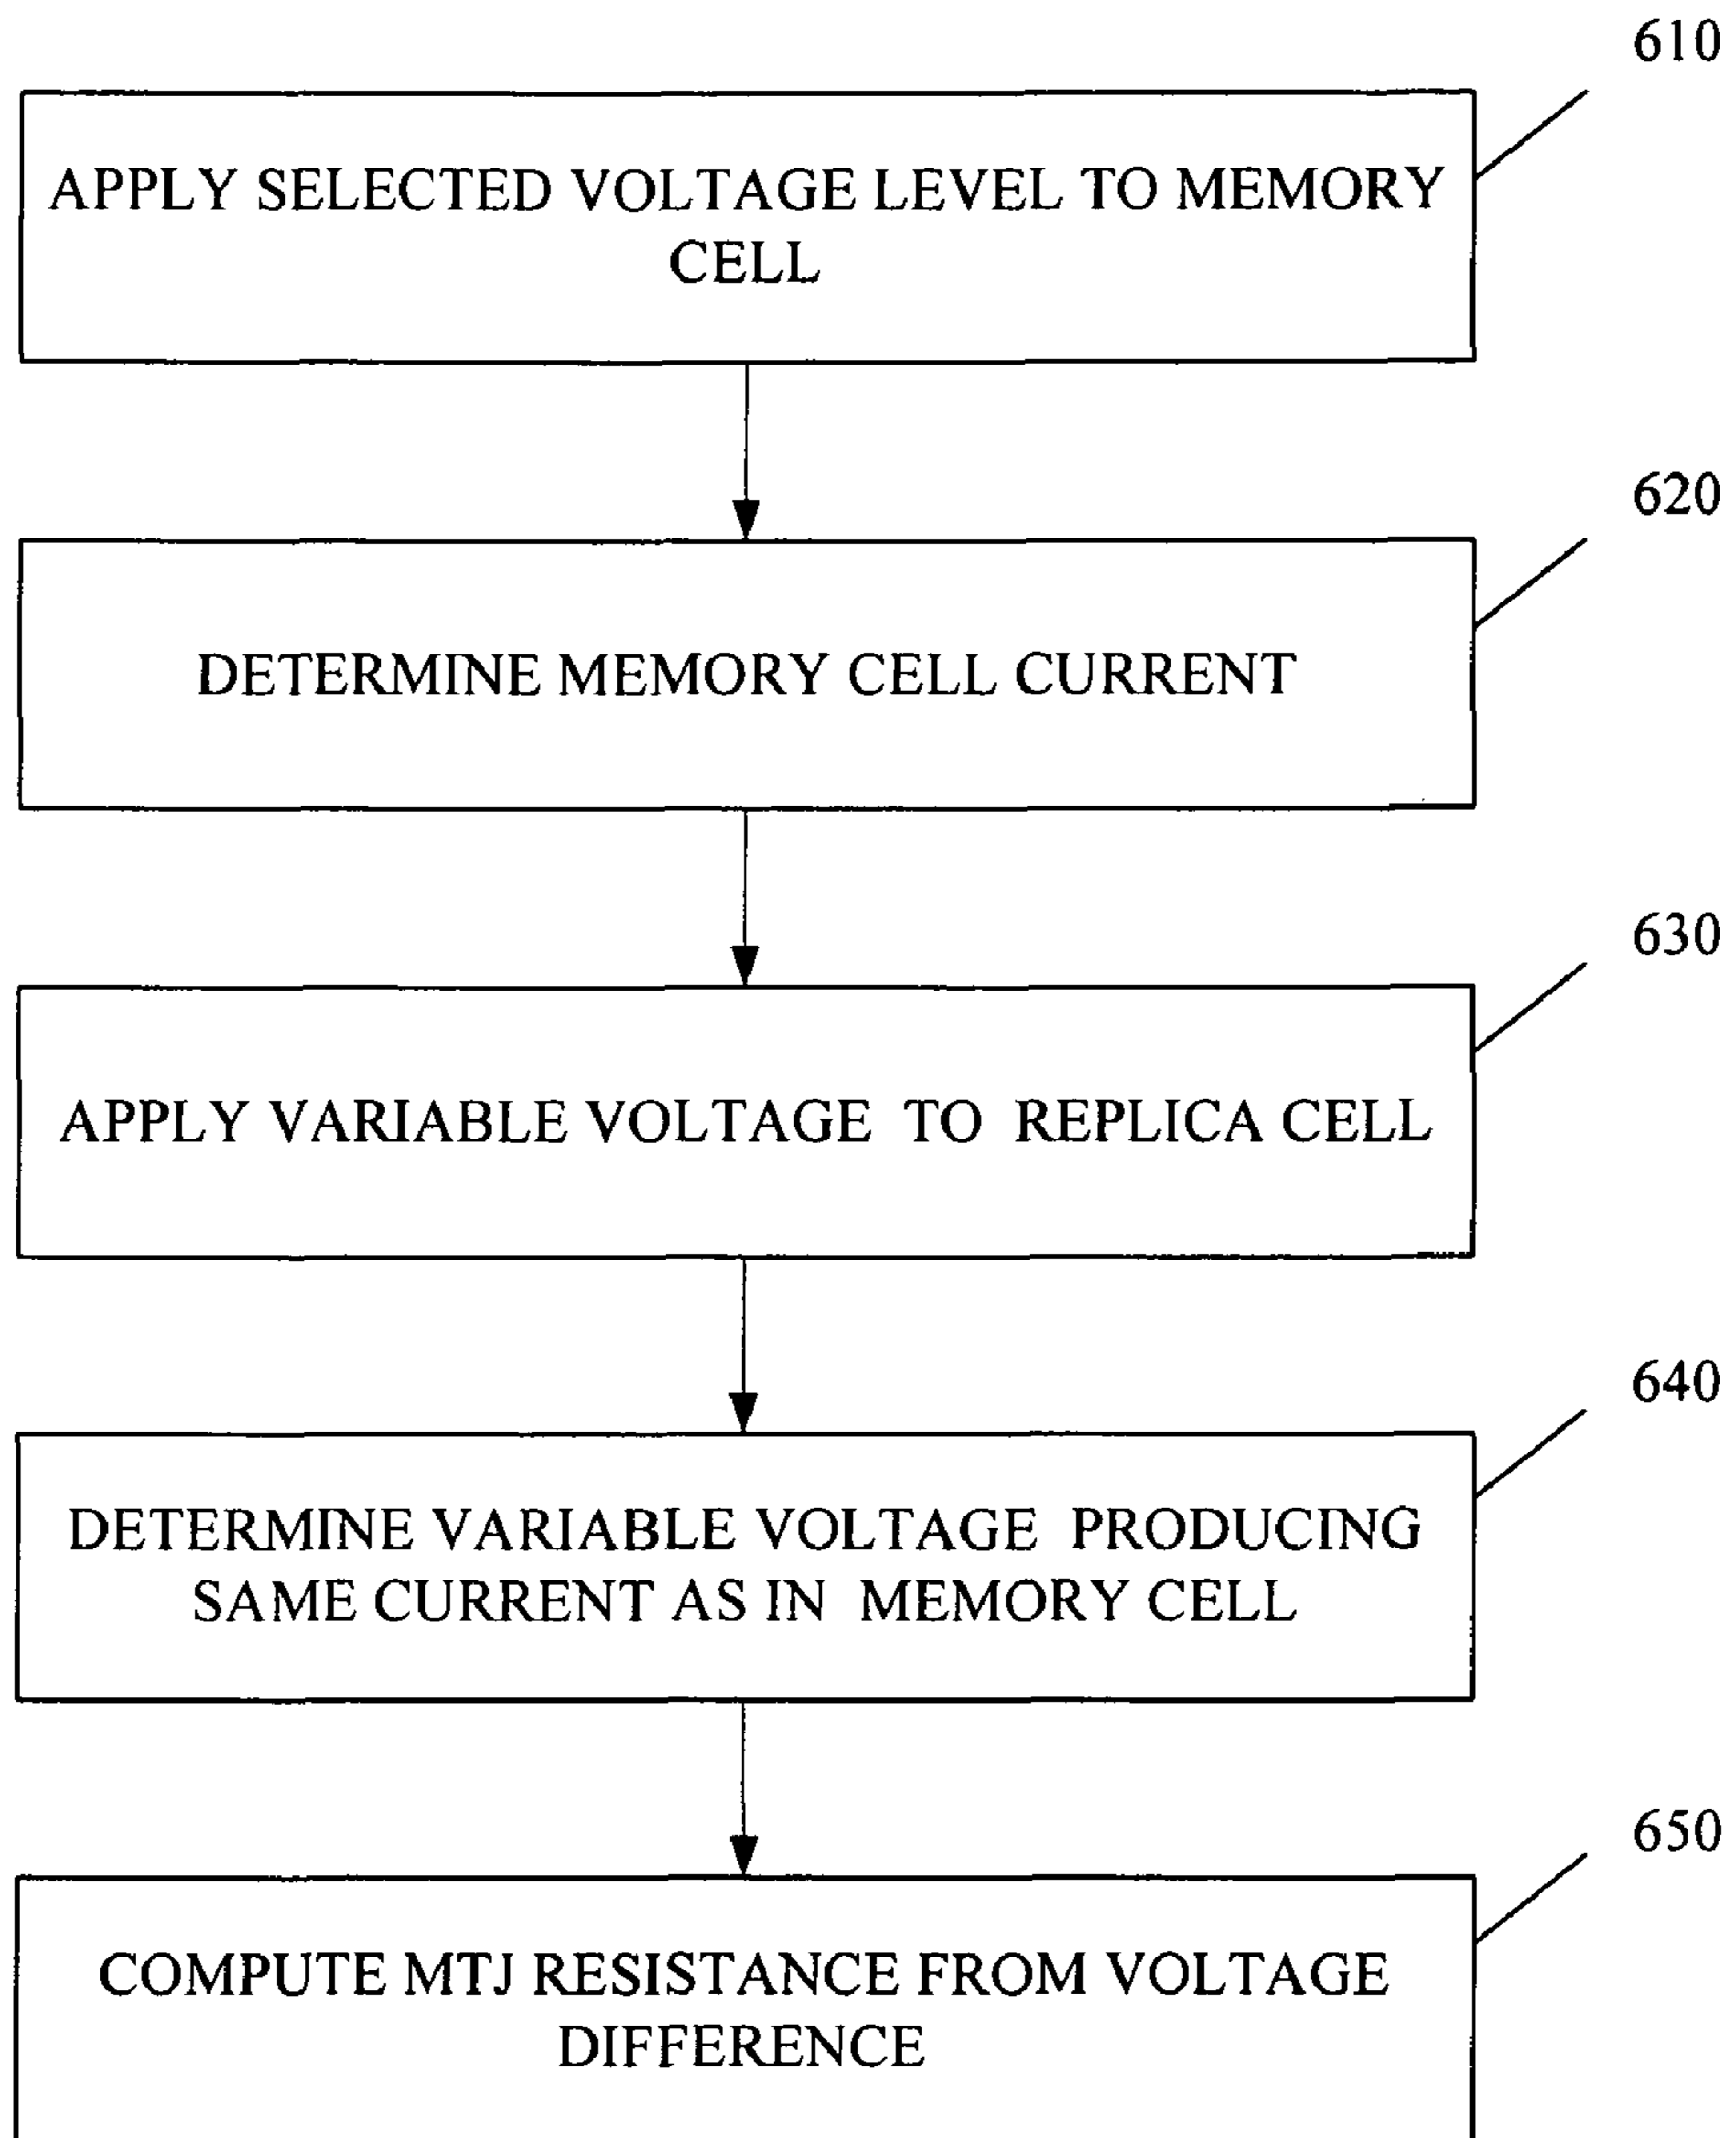 610
APPLY SELECTED VOLTAGE LEVEL TO MEMORY
CELL
620
DETERMINE MEMORY CELL CURRENT
630
APPLY VARIABLE VOLTAGE TO REPLICA CELL
640
DETERMINE VARIABLE VOLTAGE PRODUCING
SAME CURRENT AS IN MEMORY CELL
650
COMPUTE MTJ RESISTANCE FROM VOLTAGE
DIFFERENCE